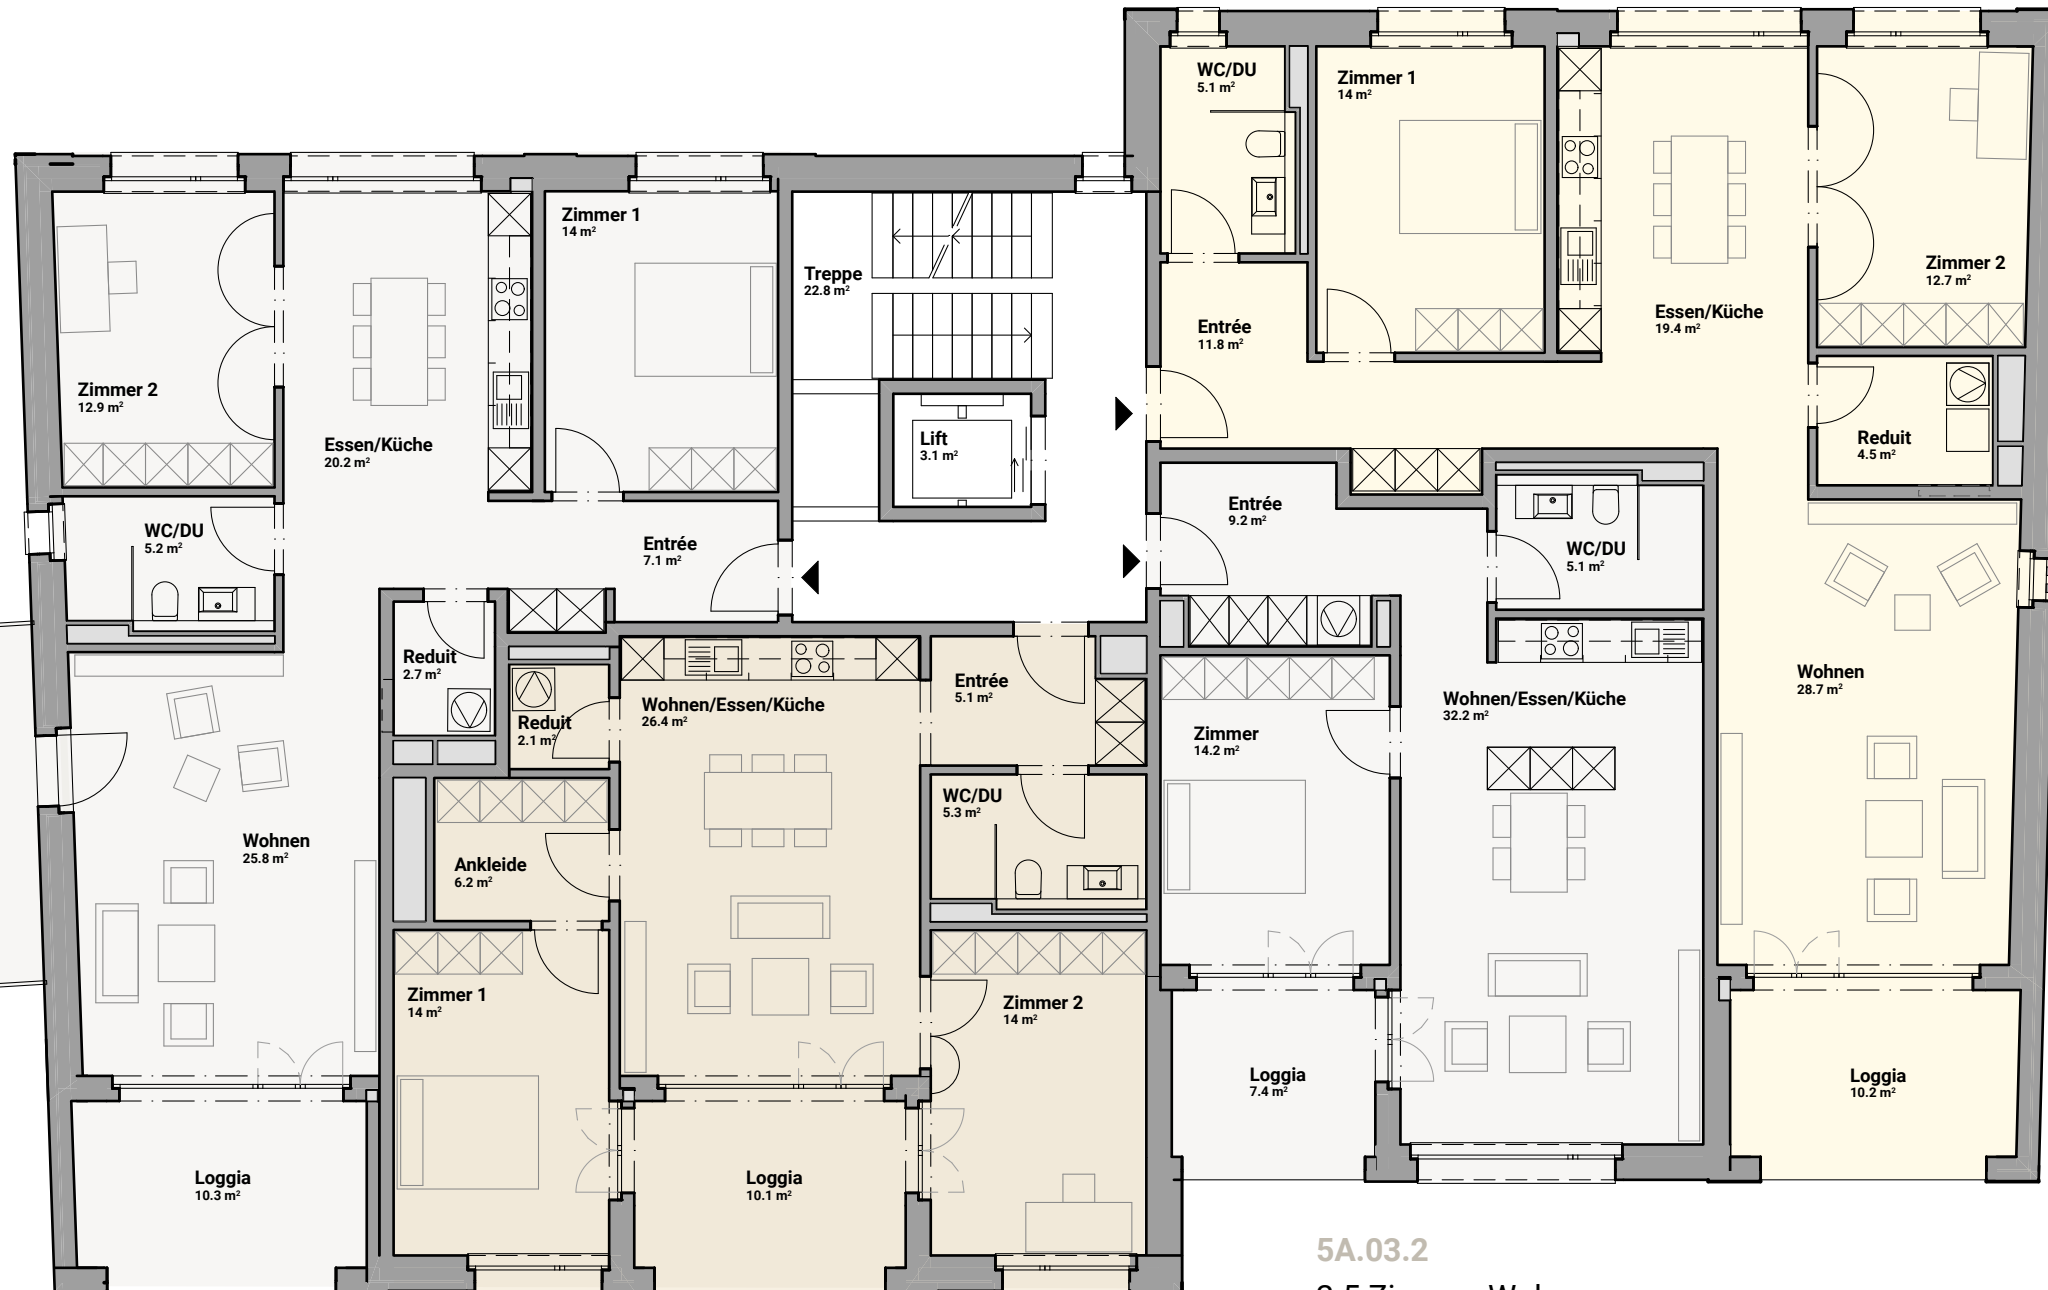 WC/DU
5.1 m²
Zimmer 1
14 m²
Essen/Küche
19.4 m²
Zimmer 2
12.7 m²
Entrée
11.8 m²
Reduit
4.5 m²
Wohnen
28.7 m²
Loggia
10.2 m²
Zimmer 1
14 m²
Treppe
22.8 m²
Lift
3.1 m²
Zimmer 2
12.9 m²
Essen/Küche
20.2 m²
WC/DU
5.2 m²
Entrée
7.1 m²
Reduit
2.7 m²
Wohnen
25.8 m²
Loggia
10.3 m²
Entrée
9.2 m²
WC/DU
5.1 m²
Zimmer
14.2 m²
Wohnen/Essen/Küche
32.2 m²
Loggia
7.4 m²
Reduit
2.1 m²
Wohnen/Essen/Küche
26.4 m²
Entrée
5.1 m²
WC/DU
5.3 m²
Ankleide
6.2 m²
Zimmer 1
14 m²
Zimmer 2
14 m²
Loggia
10.1 m²
5A.03.2